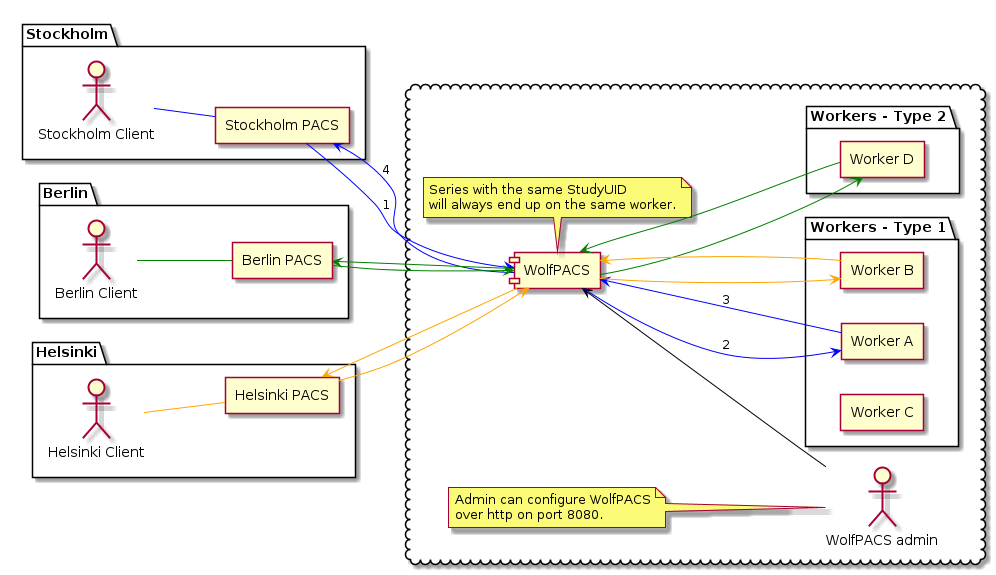 Stockholm
Stockholm Client
Stockholm PACS
4
1
Berlin
Berlin Client
Berlin PACS
Helsinki
Helsinki Client
Helsinki PACS
Series with the same StudyUID
will always end up on the same worker.
WolfPACS
Workers - Type 2
Worker D
Workers - Type 1
Worker B
3
Worker A
2
Worker C
Admin can configure WolfPACS
over http on port 8080.
WolfPACS admin